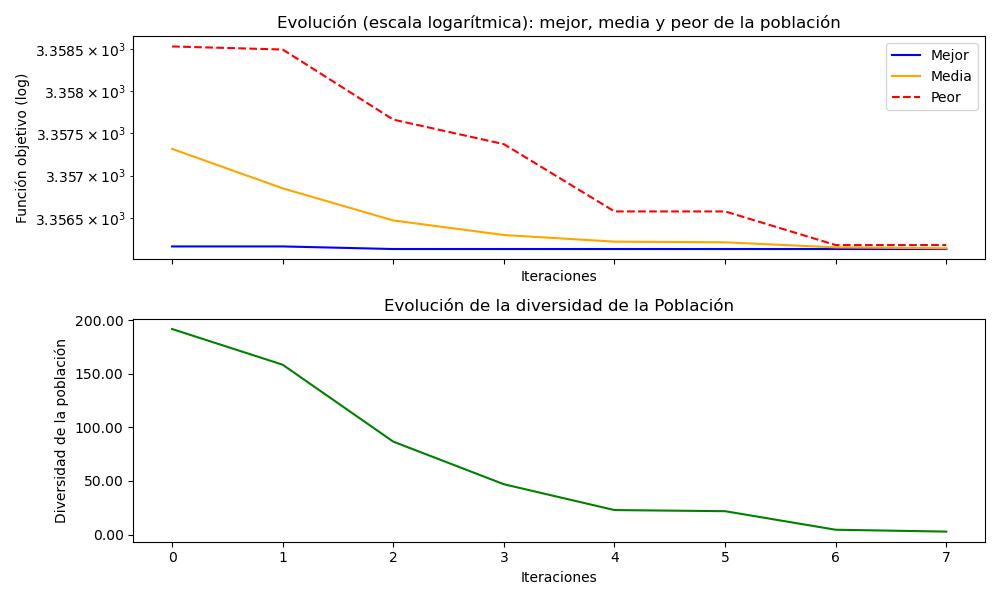 Evolución (escala logarítmica): mejor, media y peor de la población
3.3585 × 10³
3.358 × 10³
3.3575 × 10³
3.357 × 10³
3.3565 × 10³
Función objetivo (log)
Mejor
Media
Peor
Iteraciones
Evolución de la diversidad de la Población
200.00
150.00
100.00
50.00
0.00
Diversidad de la población
0 1 2 3 4 5 6 7
Iteraciones